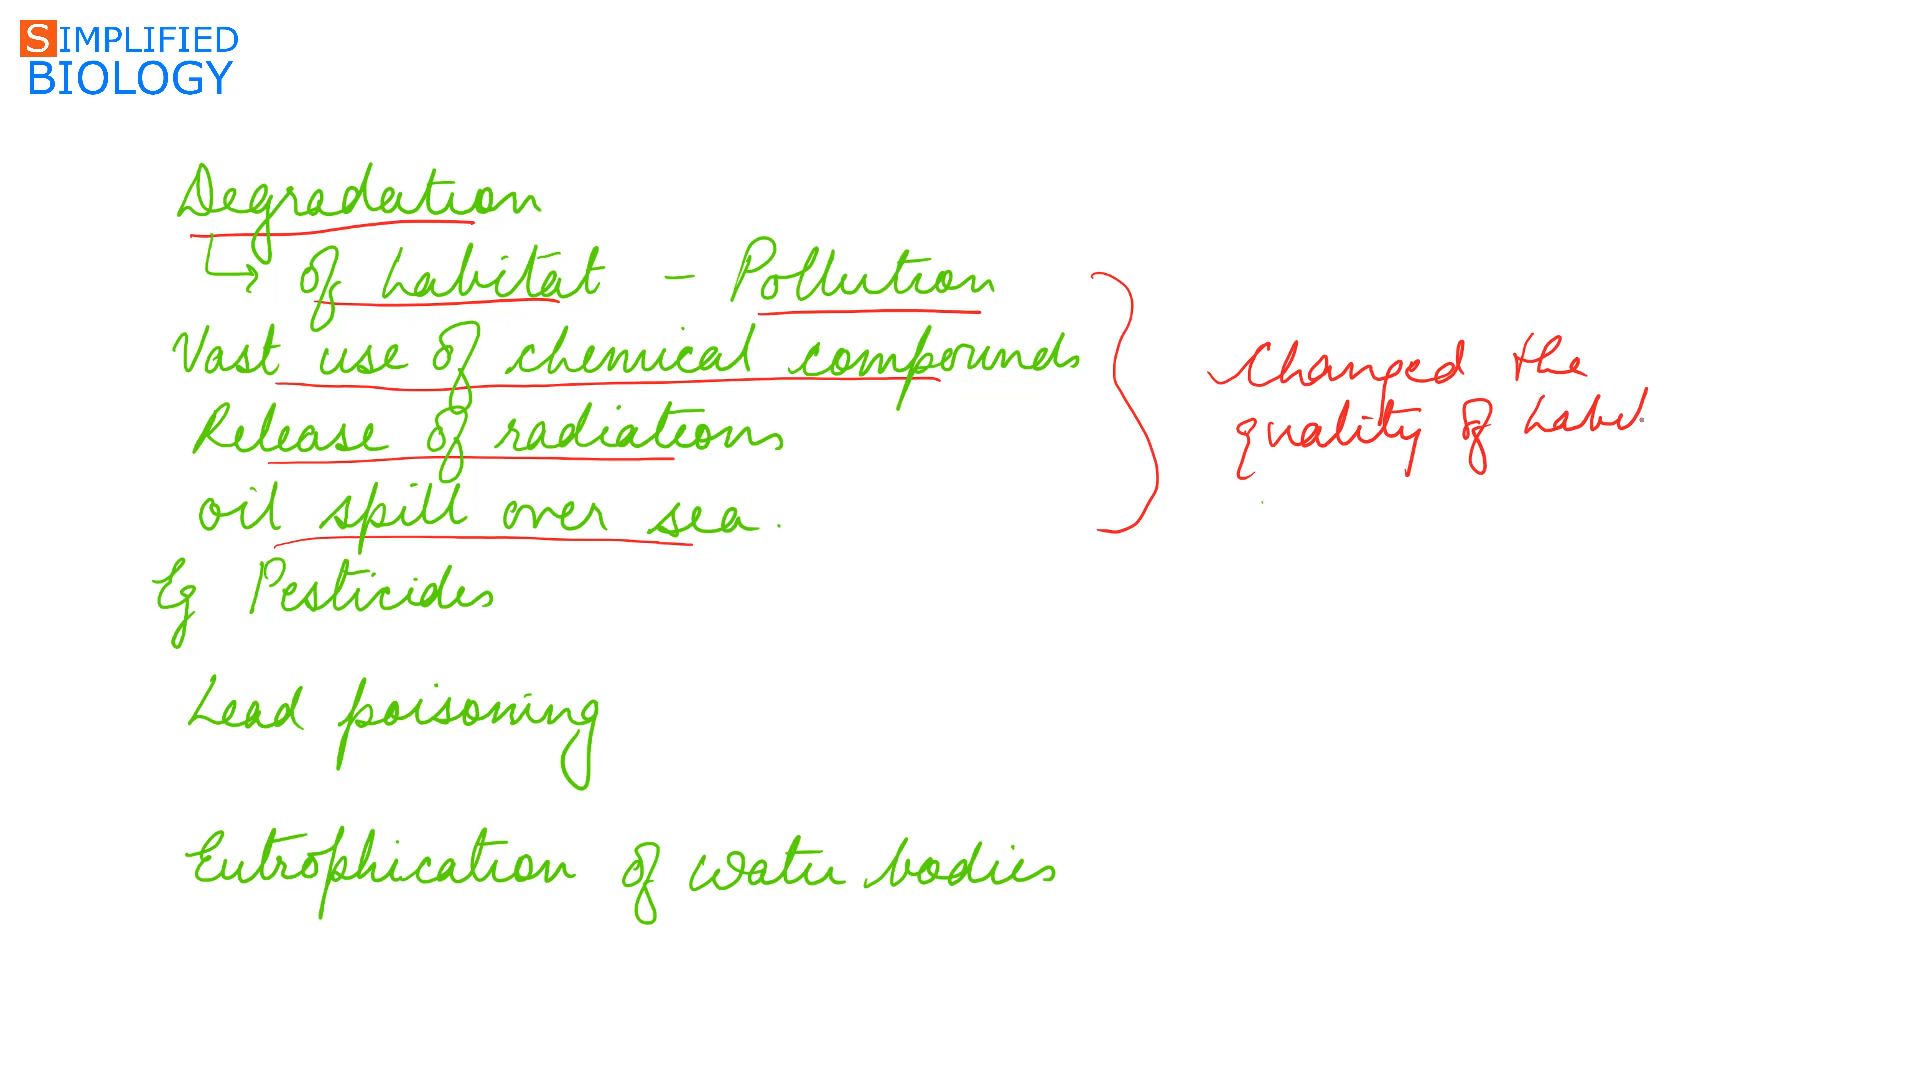 SIMPLIFIED
BIOLOGY
Degradation
of habitat - Pollution
Vast use of chemical compounds
Release of radiations
oil spill over sea.
Eg Pesticides
Lead poisoning
Eutrophication of water bodies
Changed the
quality of